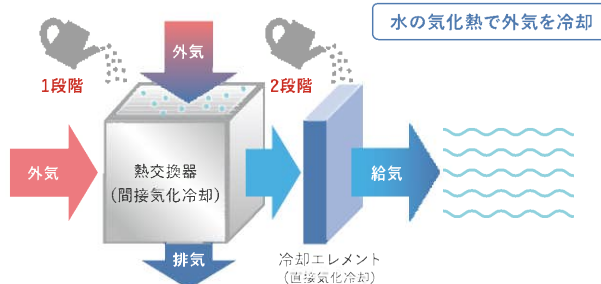 水の気化熱で外気を冷却
1段階
外気
2段階
外気
熱交換器
(間接気化冷却)
給気
排気
冷却エレメント
(直接気化冷却)